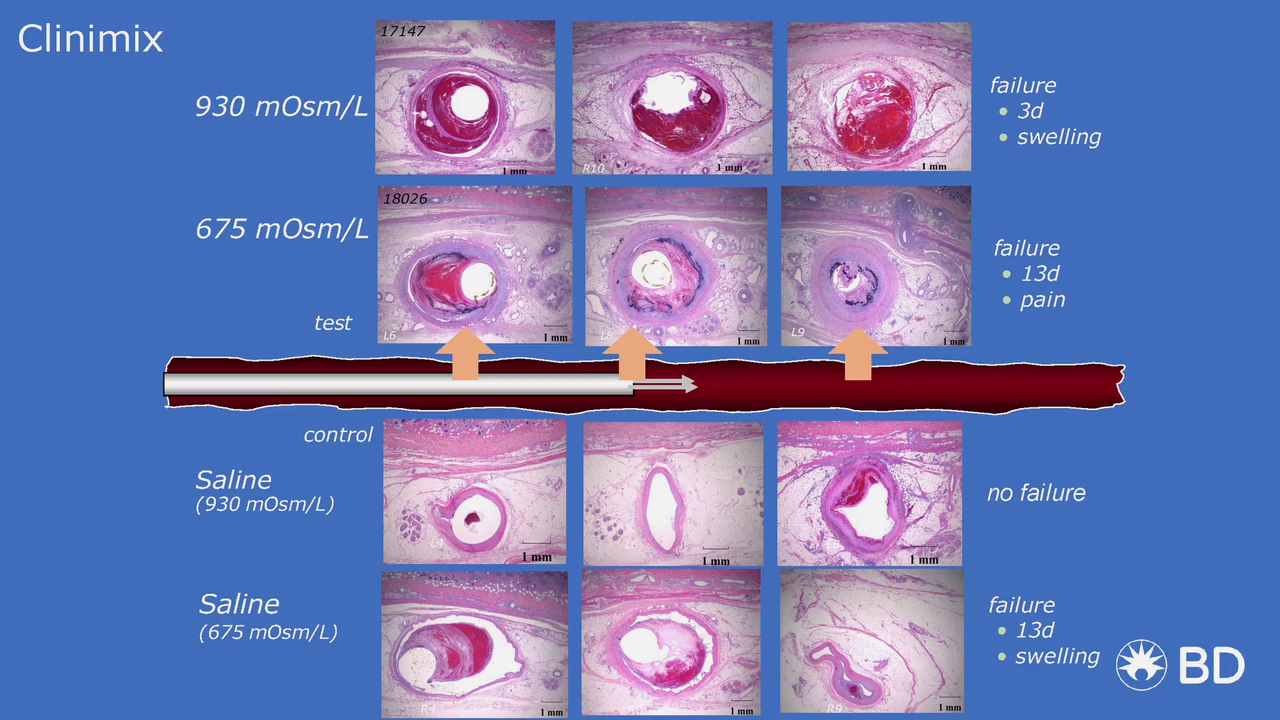 Clinimix
17147
930 mOsm/L
failure
• 3d
• swelling
R10
1 mm
1 mm
1 mm
18026
675 mOsm/L
failure
• 13d
• pain
test
L6
L9
1 mm
1 mm
1 mm
control
Saline
(930 mOsm/L)
no failure
L4
1 mm
1 mm
1 mm
Saline
(675 mOsm/L)
failure
• 13d
• swelling
BD
R9
1 mm
1 mm
1 mm